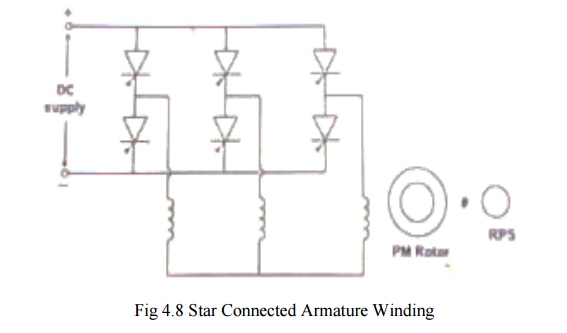 +
DC
supply
−
PM Rotor
RPS
Fig 4.8 Star Connected Armature Winding